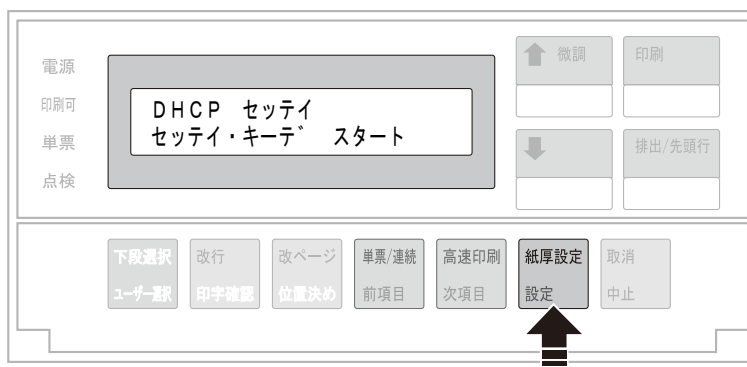 電源
印刷可
単票
点検
DHCP セッテイ
セッテイ・キーデ スタート
微調
印刷
排出/先頭行
下段選択
ユーザー選択
改行
印字確認
改ページ
位置決め
単票/連続
前項目
高速印刷
次項目
紙厚設定
設定
取消
中止